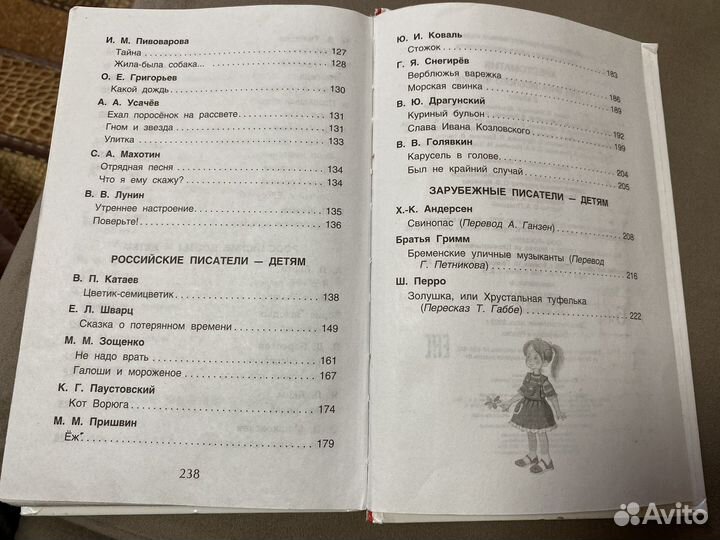 И. М. Пивоварова
Тайна 127
Жила-была собака... 128
О. Е. Григорьев
Какой дождь 130
А. А. Усачёв
Ехал поросёнок на рассвете 131
Гном и звезда 131
Улитка 133
С. А. Махотин
Отрядная песня 134
Что я ему скажу? 134
В. В. Лунин
Утреннее настроение 135
Поверьте! 136
РОССИЙСКИЕ ПИСАТЕЛИ — ДЕТЯМ
В. П. Катаев
Цветик-семицветик 138
Е. Л. Шварц
Сказка о потерянном времени 149
М. М. Зощенко
Не надо врать 161
Галоши и мороженое 167
К. Г. Паустовский
Кот Ворюга 174
М. М. Пришвин
Ёж 179
238
Ю. И. Коваль
Стожок 183
Г. Я. Снегирёв
Верблюжья варежка 186
Морская свинка 189
В. Ю. Драгунский
Куриный бульон 192
Слава Ивана Козловского 199
В. В. Голявкин
Карусель в голове 204
Был не крайний случай 205
ЗАРУБЕЖНЫЕ ПИСАТЕЛИ — ДЕТЯМ
Х.-К. Андерсен
Свинопас (Перевод А. Ганзен) 208
Братья Гримм
Бременские уличные музыканты (Перевод
Г. Петникова) 216
Ш. Перро
Золушка, или Хрустальная туфелька
(Пересказ Т. Габбе) 222
Avito